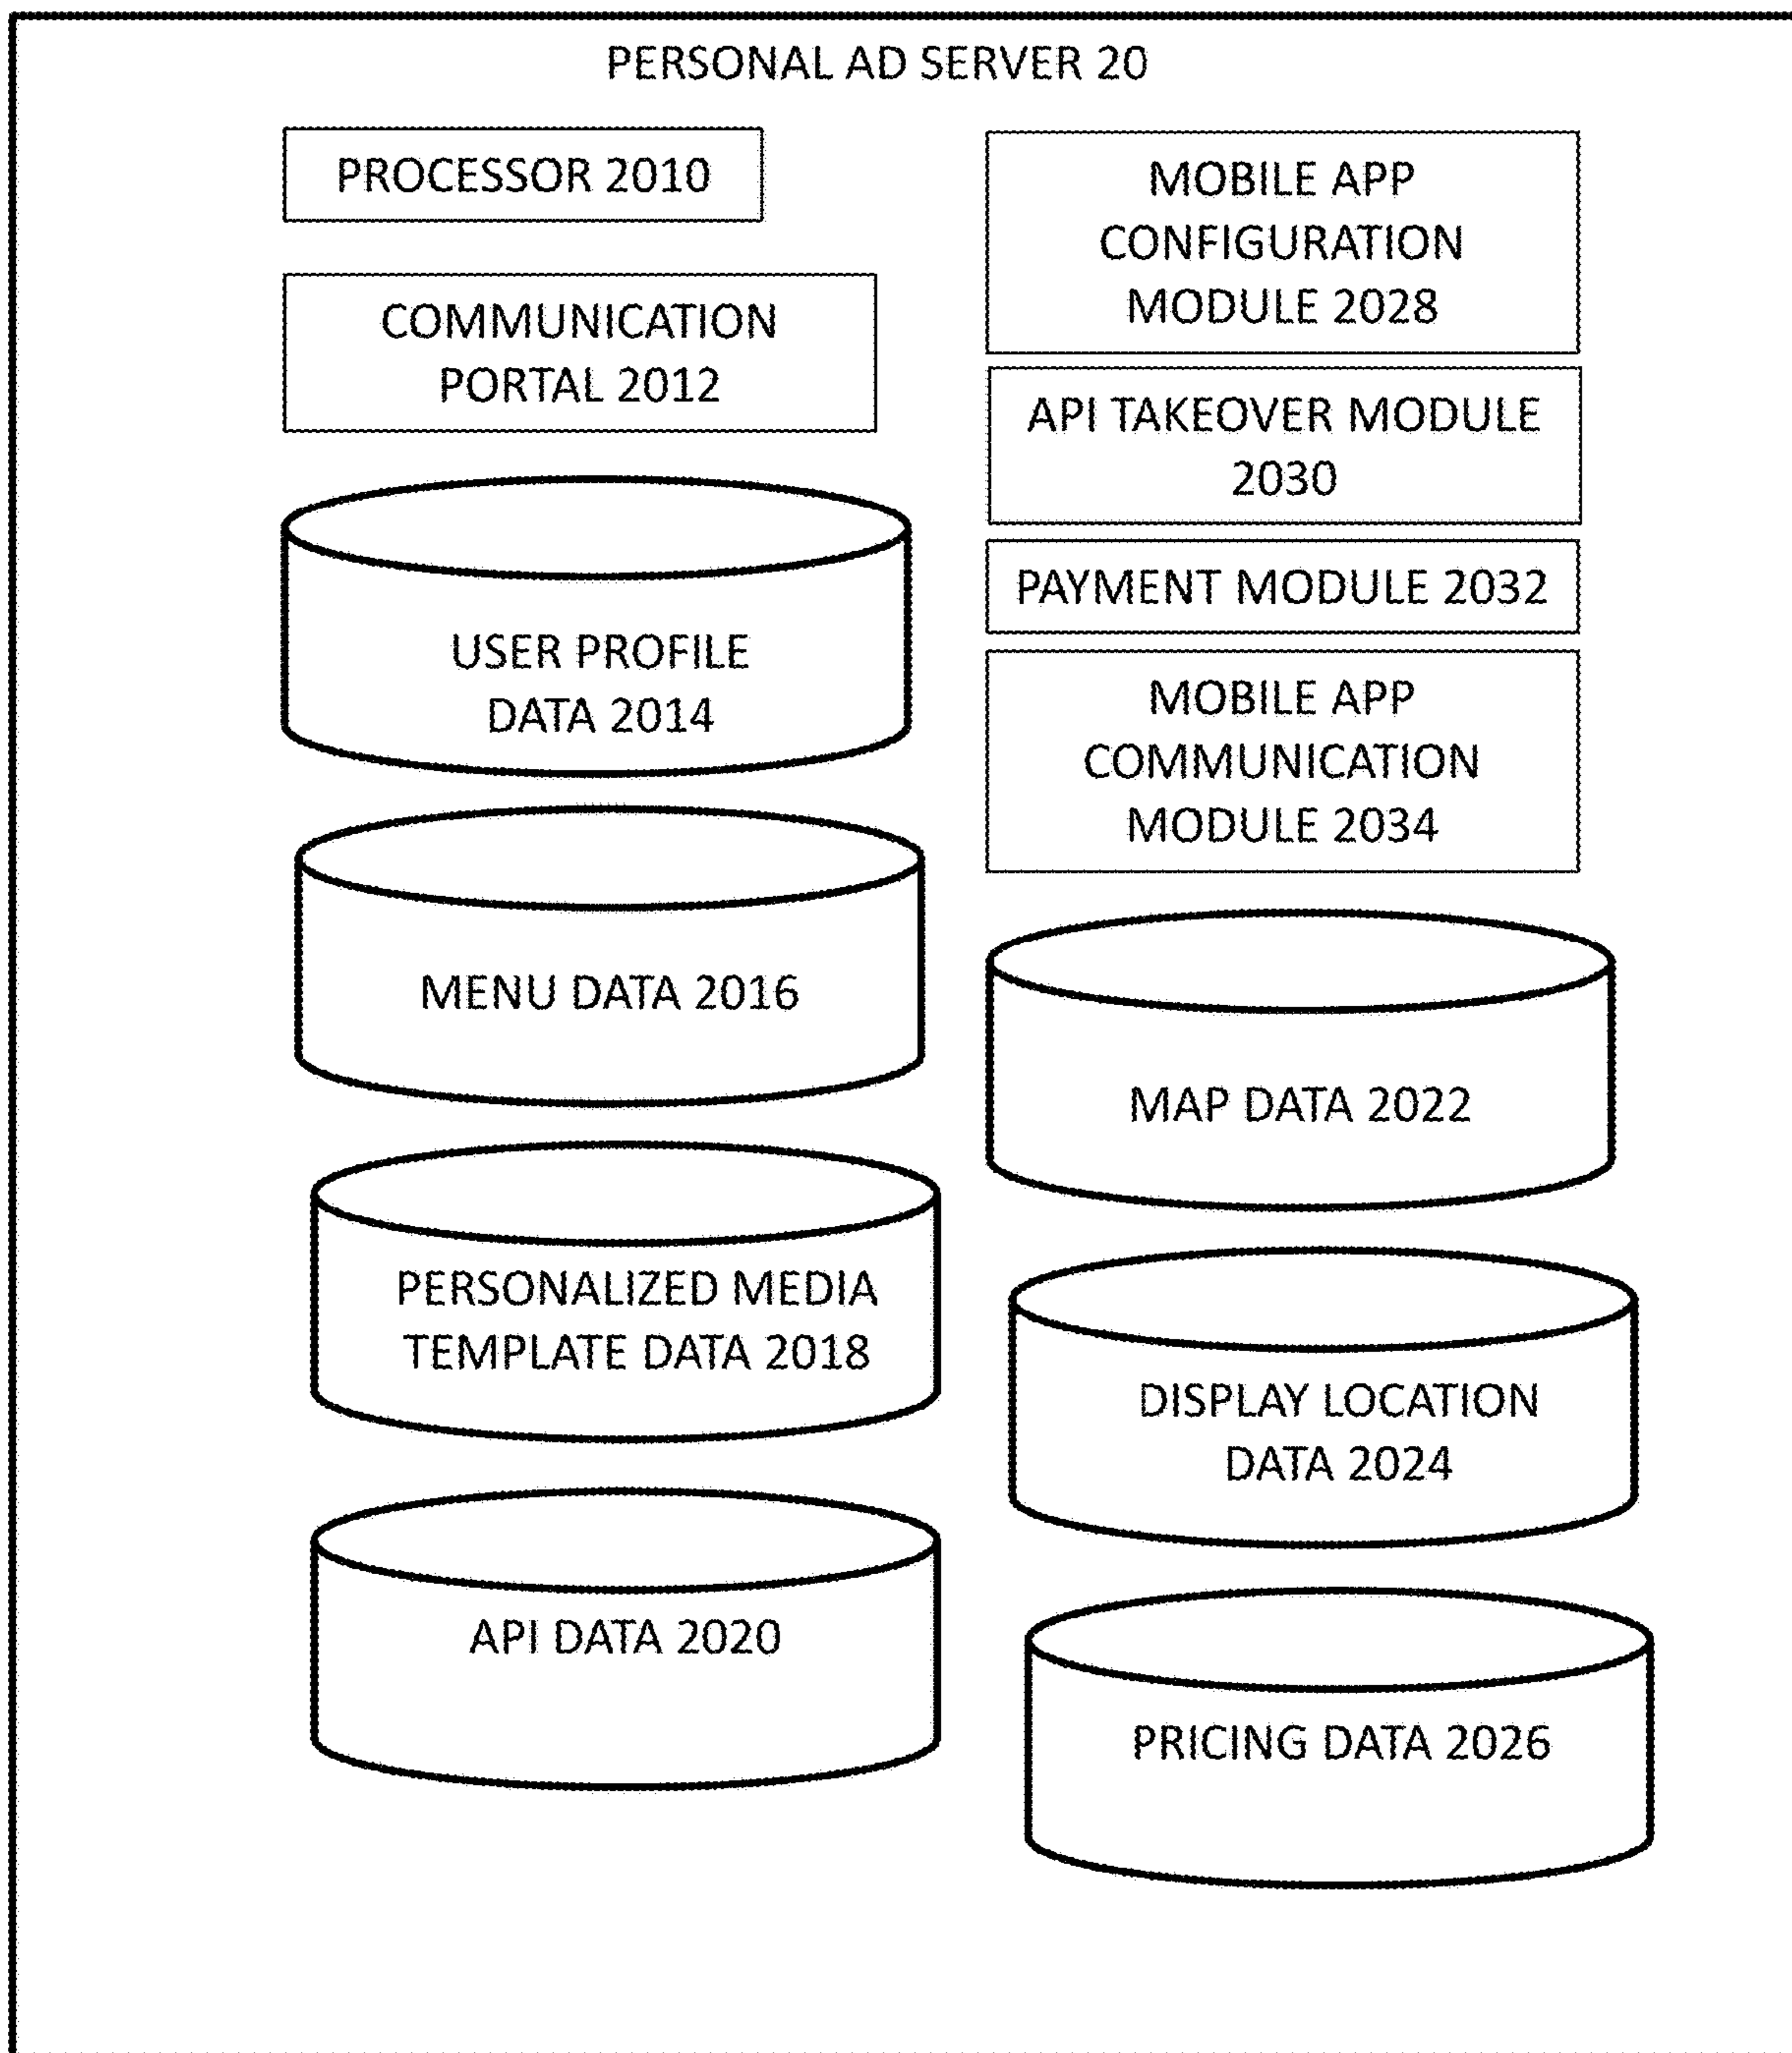 PERSONAL AD SERVER 20
PROCESSOR 2010
COMMUNICATION
PORTAL 2012
USER PROFILE
DATA 2014
MENU DATA 2016
PERSONALIZED MEDIA
TEMPLATE DATA 2018
API DATA 2020
MOBILE APP
CONFIGURATION
MODULE 2028
API TAKEOVER MODULE
2030
PAYMENT MODULE 2032
MOBILE APP
COMMUNICATION
MODULE 2034
MAP DATA 2022
DISPLAY LOCATION
DATA 2024
PRICING DATA 2026